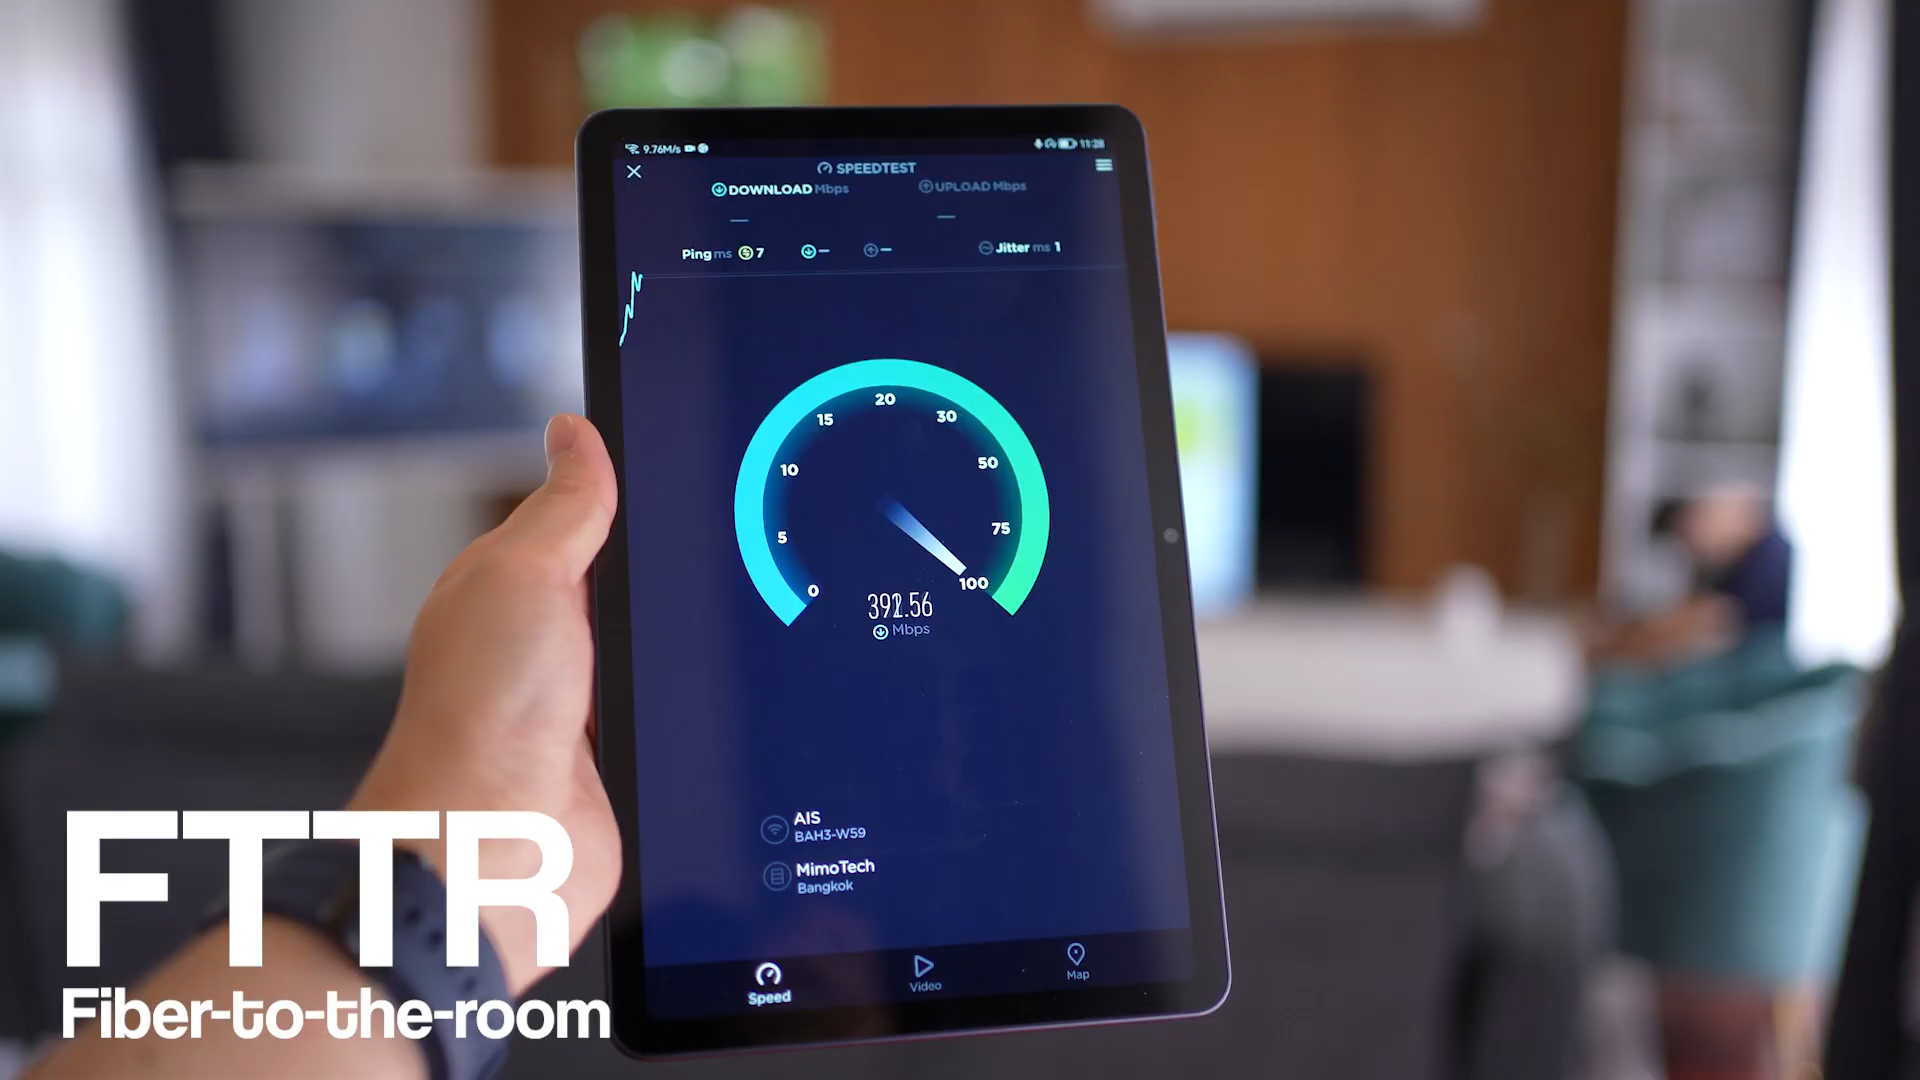 9.76M/s
11:28
SPEEDTEST
DOWNLOAD Mbps
UPLOAD Mbps
Ping ms 7
Jitter ms 1
0
5
10
15
20
30
50
75
100
Mbps
AIS
BAH3-W59
MimoTech
Bangkok
Speed
Video
Map
FTTR
Fiber-to-the-room